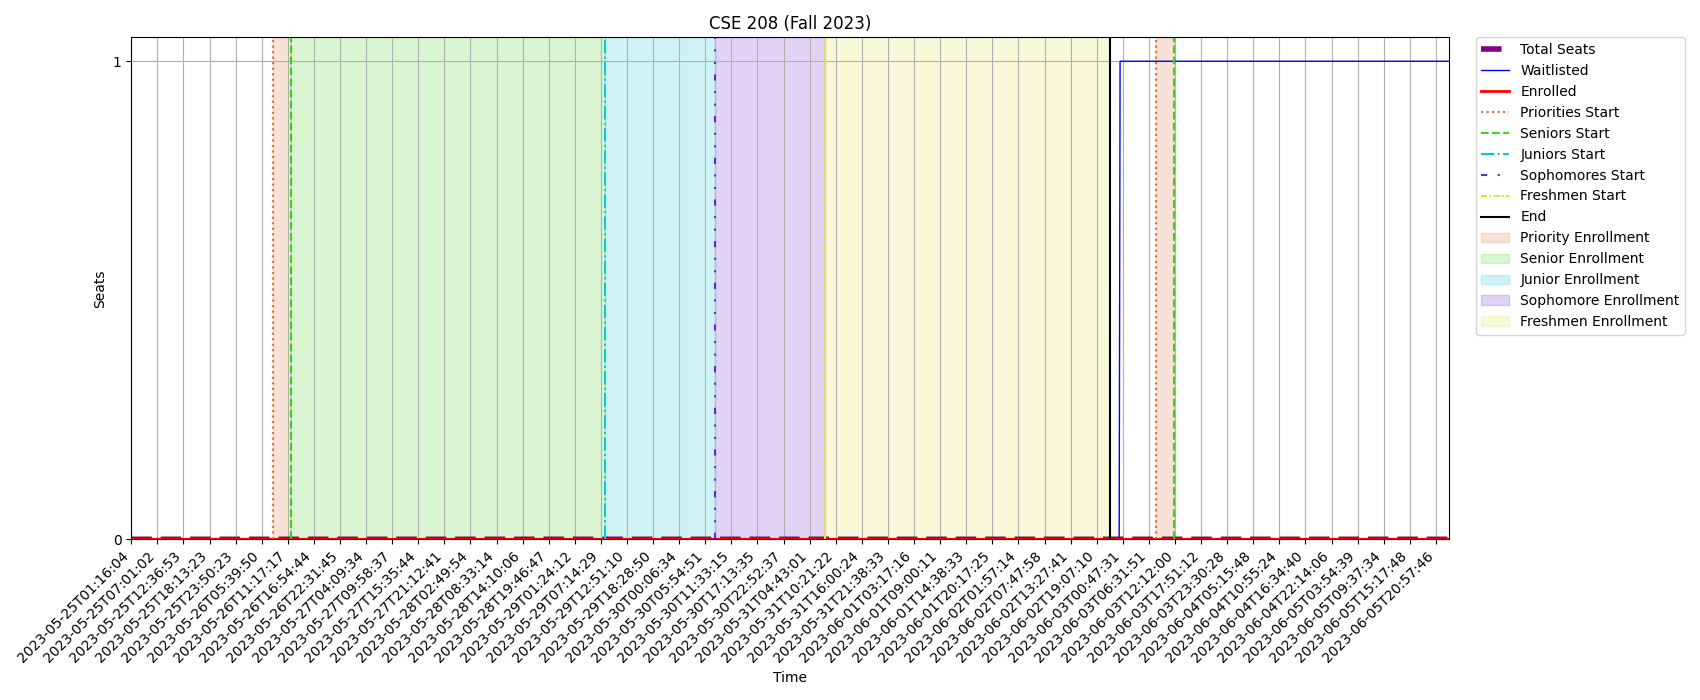 CSE 208 (Fall 2023)
Seats
1
0
2023-05-25T01:16:04
2023-05-25T07:01:02
2023-05-25T12:36:53
2023-05-25T18:13:23
2023-05-25T23:50:23
2023-05-26T05:39:50
2023-05-26T11:17:17
2023-05-26T16:54:44
2023-05-26T22:31:45
2023-05-27T04:09:34
2023-05-27T09:58:37
2023-05-27T15:35:44
2023-05-27T21:12:41
2023-05-28T02:49:54
2023-05-28T08:33:14
2023-05-28T14:10:06
2023-05-28T19:46:47
2023-05-29T01:24:12
2023-05-29T07:14:29
2023-05-29T12:51:10
2023-05-29T18:28:50
2023-05-30T00:06:34
2023-05-30T05:54:51
2023-05-30T11:33:15
2023-05-30T17:13:35
2023-05-30T22:52:37
2023-05-31T04:43:01
2023-05-31T10:21:22
2023-05-31T16:00:24
2023-05-31T21:38:33
2023-06-01T03:17:16
2023-06-01T09:00:11
2023-06-01T14:38:33
2023-06-01T20:17:25
2023-06-02T01:57:14
2023-06-02T07:47:58
2023-06-02T13:27:41
2023-06-02T19:07:10
2023-06-03T00:47:31
2023-06-03T06:31:51
2023-06-03T12:12:00
2023-06-03T17:51:12
2023-06-03T23:30:28
2023-06-04T05:15:48
2023-06-04T10:55:24
2023-06-04T16:34:40
2023-06-04T22:14:06
2023-06-05T03:54:39
2023-06-05T09:37:34
2023-06-05T15:17:48
2023-06-05T20:57:46
Time
Total Seats
Waitlisted
Enrolled
Priorities Start
Seniors Start
Juniors Start
Sophomores Start
Freshmen Start
End
Priority Enrollment
Senior Enrollment
Junior Enrollment
Sophomore Enrollment
Freshmen Enrollment